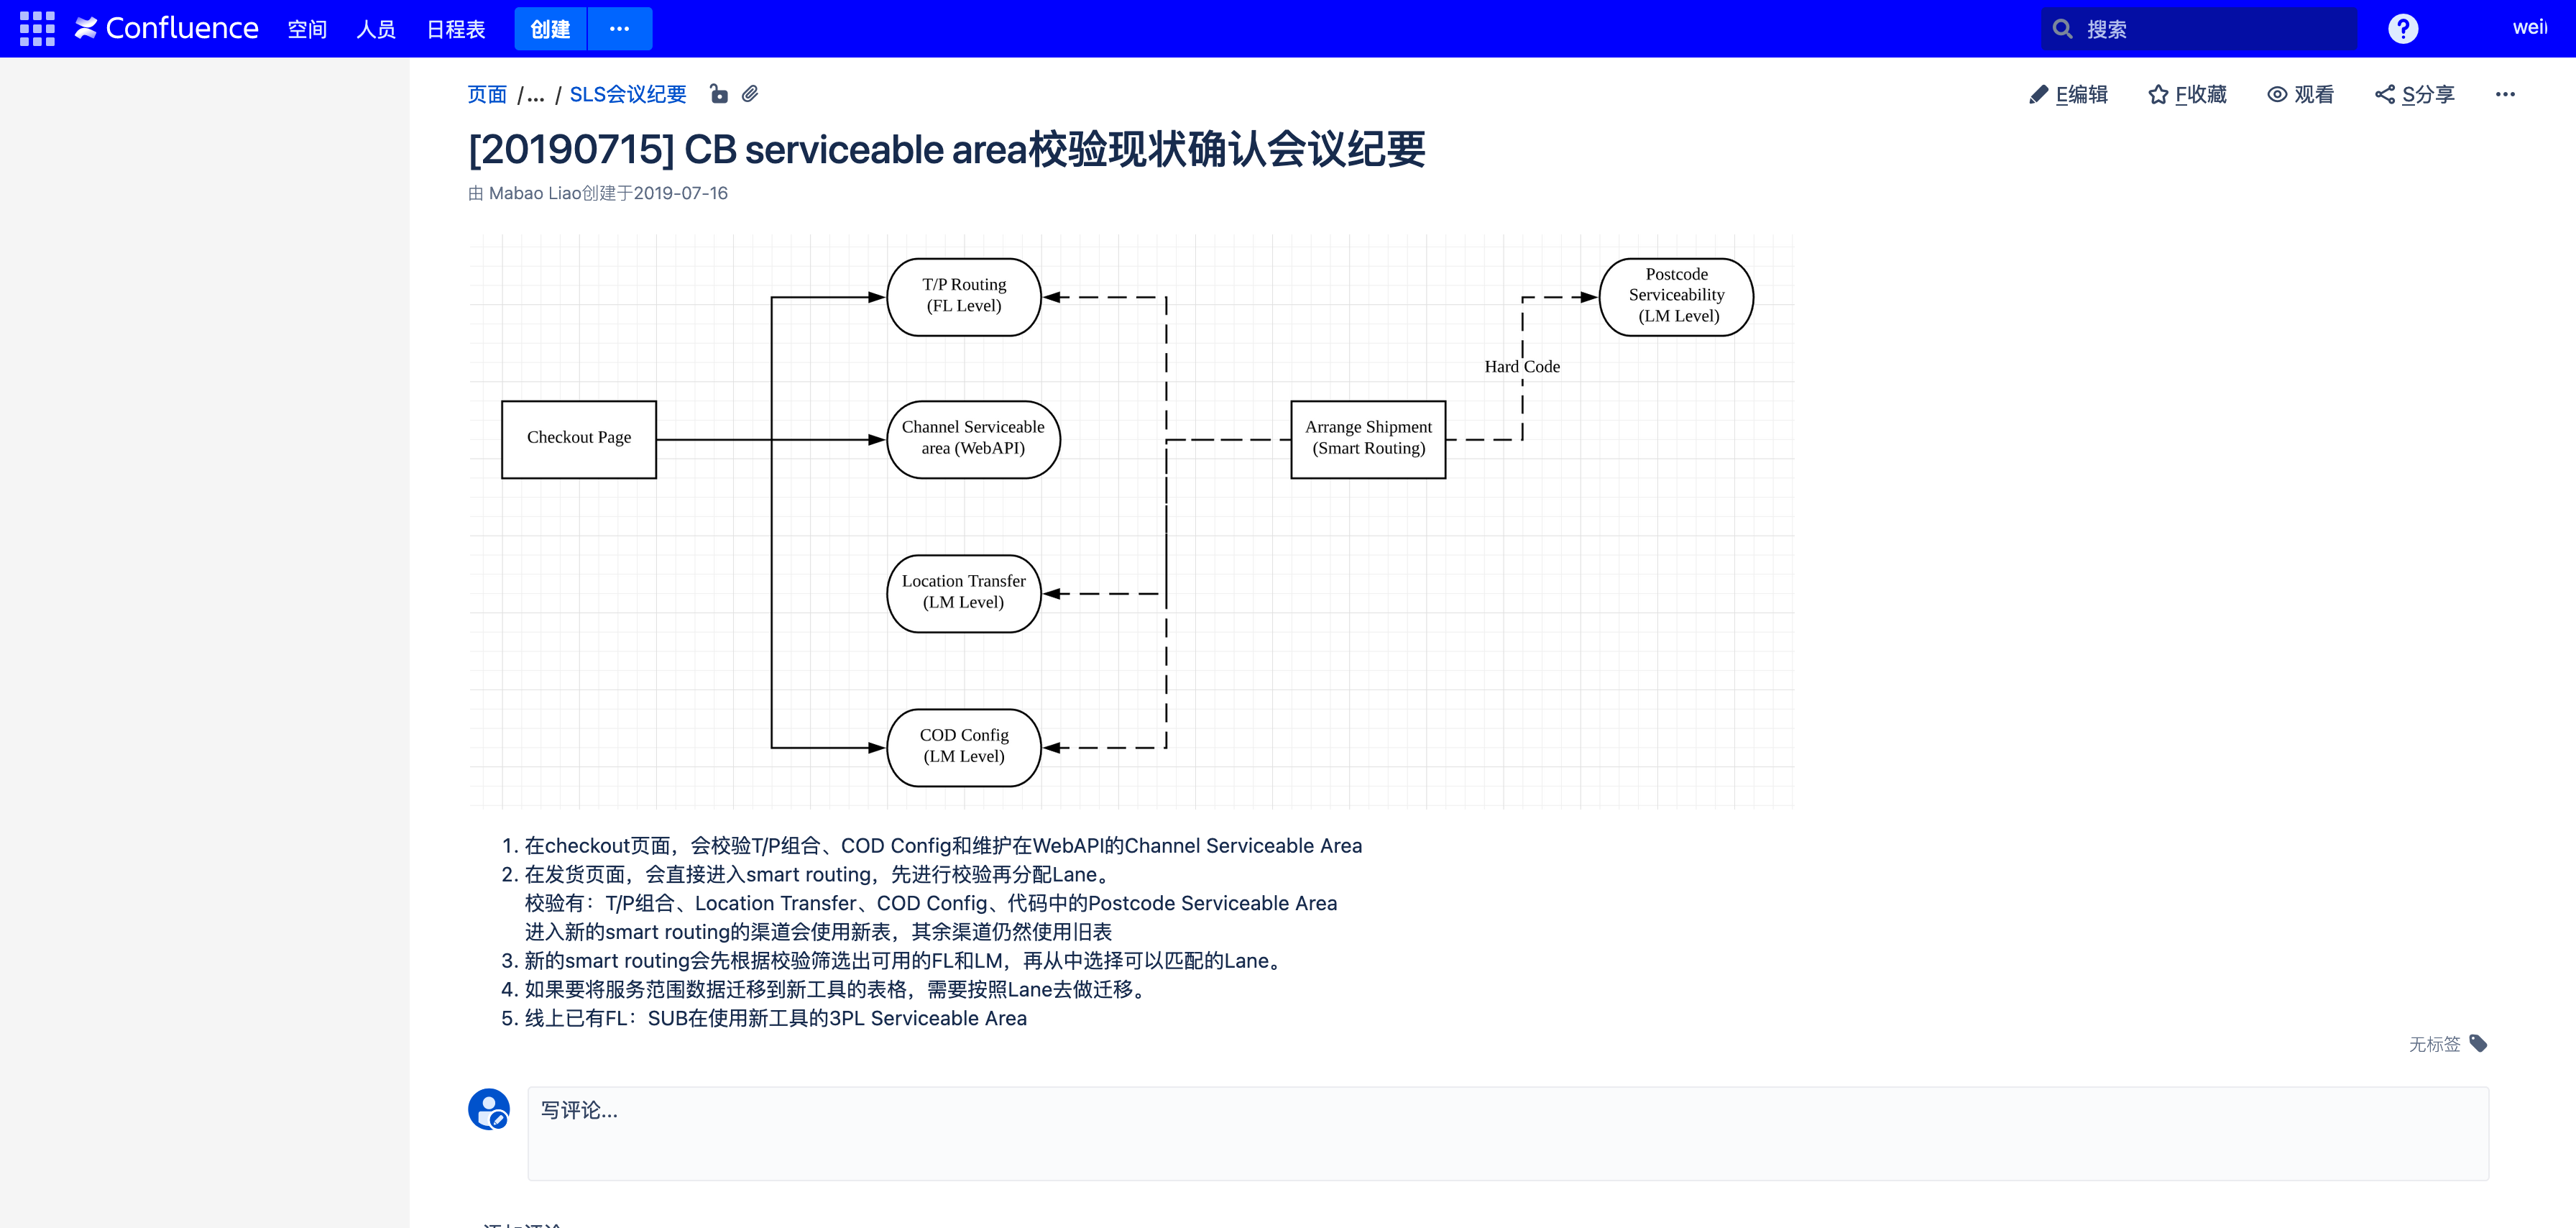 Confluence 空间 人员 日程表 创建 ··· 搜索 ? weil
页面 /... / SLS会议纪要 E编辑 F收藏 观看 S分享 ···
[20190715] CB serviceable area校验现状确认会议纪要
由 Mabao Liao创建于2019-07-16
T/P Routing
(FL Level)
Postcode
Serviceability
(LM Level)
Hard Code
Checkout Page
Channel Serviceable
area (WebAPI)
Arrange Shipment
(Smart Routing)
Location Transfer
(LM Level)
COD Config
(LM Level)
1. 在checkout页面，会校验T/P组合、COD Config和维护在WebAPI的Channel Serviceable Area
2. 在发货页面，会直接进入smart routing，先进行校验再分配Lane。
校验有：T/P组合、Location Transfer、COD Config、代码中的Postcode Serviceable Area
进入新的smart routing的渠道会使用新表，其余渠道仍然使用旧表
3. 新的smart routing会先根据校验筛选出可用的FL和LM，再从中选择可以匹配的Lane。
4. 如果要将服务范围数据迁移到新工具的表格，需要按照Lane去做迁移。
5. 线上已有FL：SUB在使用新工具的3PL Serviceable Area
无标签
写评论...